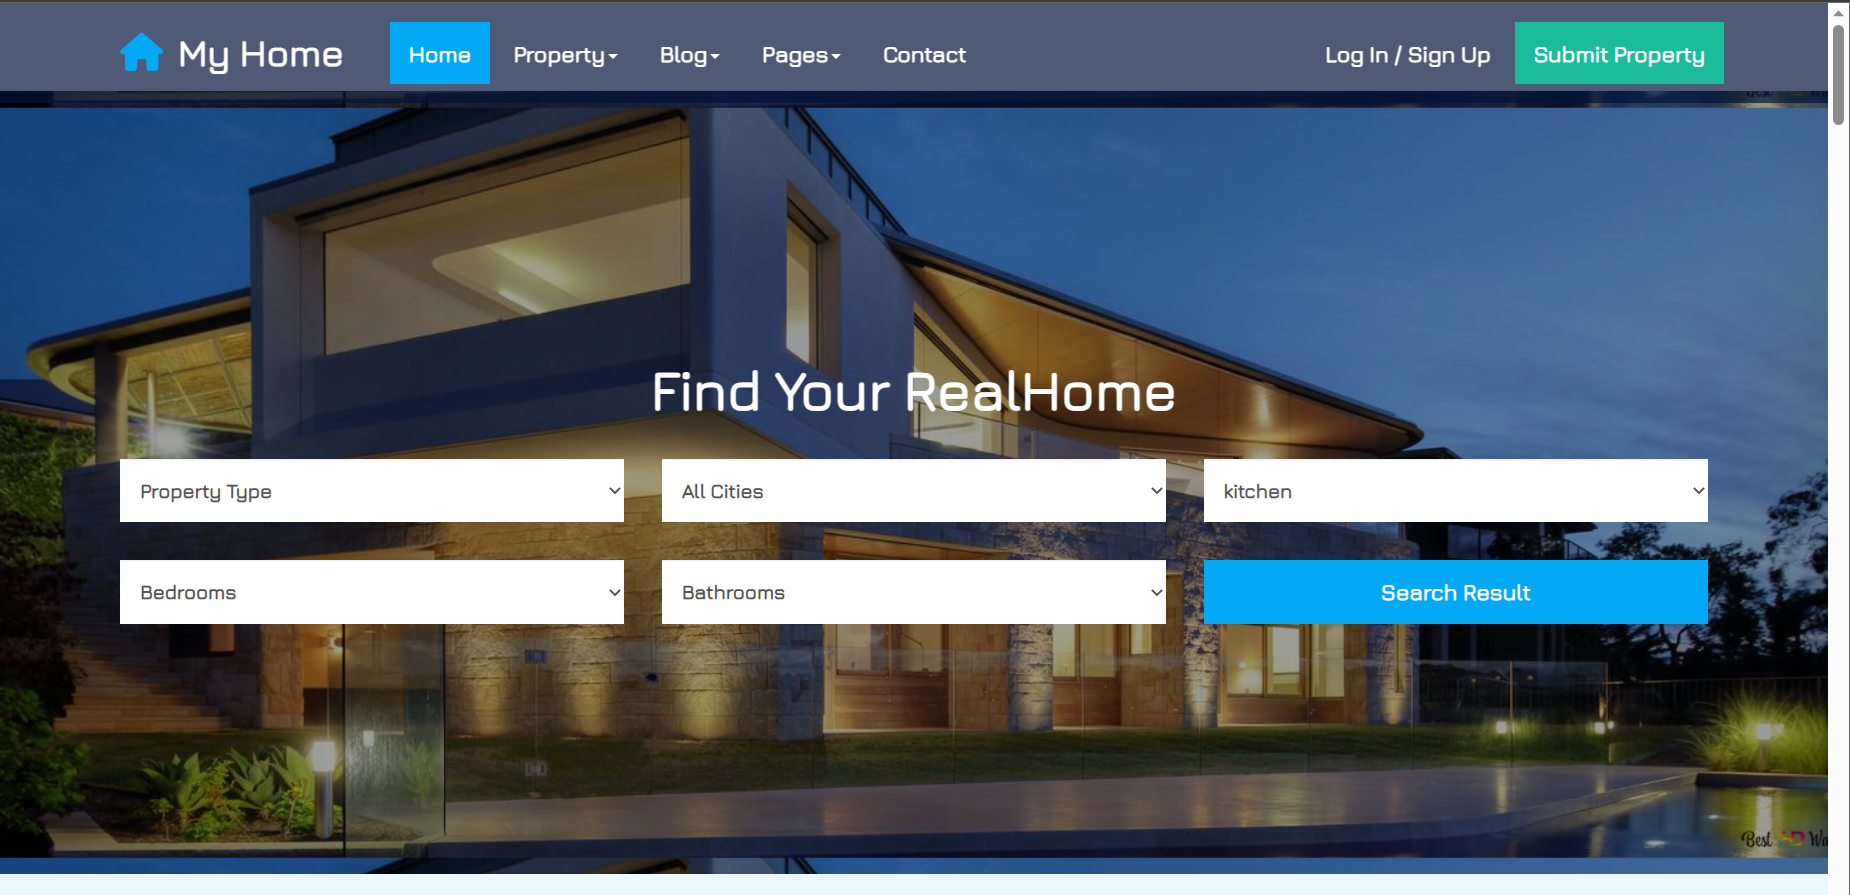 My Home
Home Property Blog Pages Contact
Log In / Sign Up
Submit Property
Find Your RealHome
Property Type
All Cities
kitchen
Bedrooms
Bathrooms
Search Result
Best HD